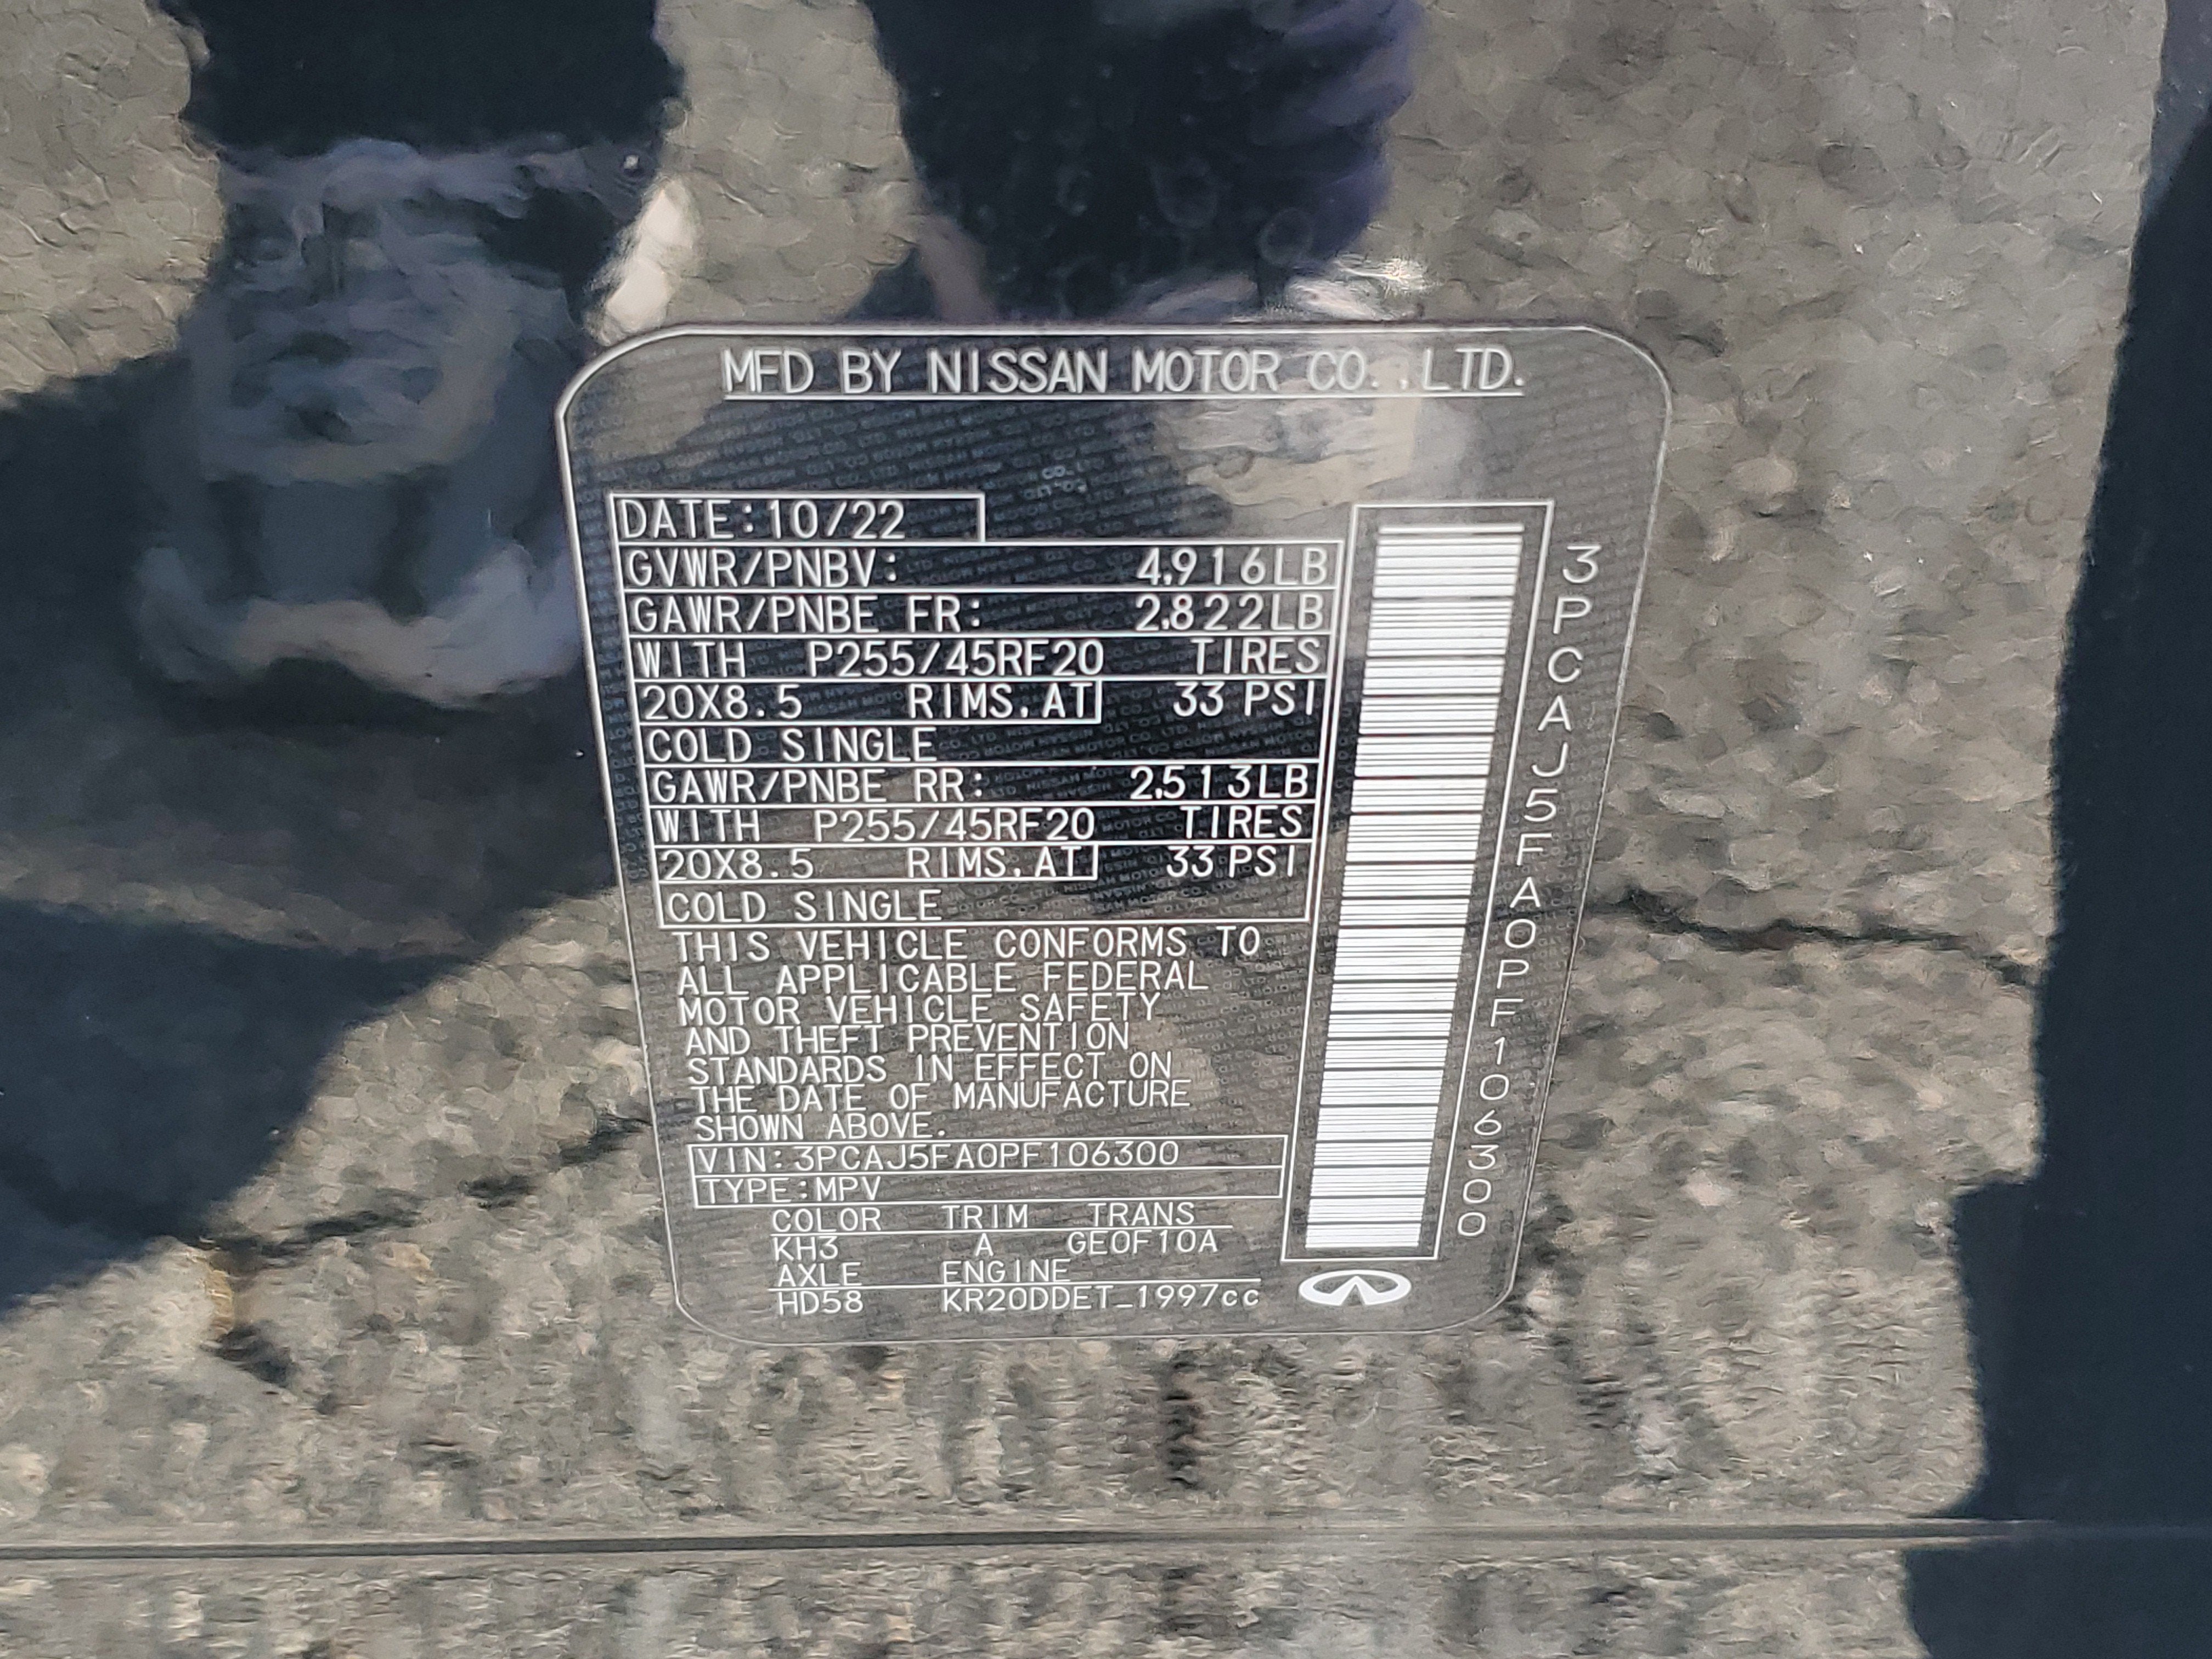 MFD BY NISSAN MOTOR CO.,LTD.
DATE:10/22
GVWR/PNBV: 4,916LB
GAWR/PNBE FR: 2,822LB
WITH P255/45RF20 TIRES
20X8.5 RIMS,AT 33 PSI
COLD SINGLE
GAWR/PNBE RR: 2,513LB
WITH P255/45RF20 TIRES
20X8.5 RIMS,AT 33 PSI
COLD SINGLE
THIS VEHICLE CONFORMS TO
ALL APPLICABLE FEDERAL
MOTOR VEHICLE SAFETY
AND THEFT PREVENTION
STANDARDS IN EFFECT ON
THE DATE OF MANUFACTURE
SHOWN ABOVE.
VIN:3PCAJ5FA0PF106300
TYPE:MPV
COLOR TRIM TRANS
KH3 A GE0F10A
AXLE ENGINE
HD58 KR20DDET_1997cc
3PCAJ5FA0PF106300